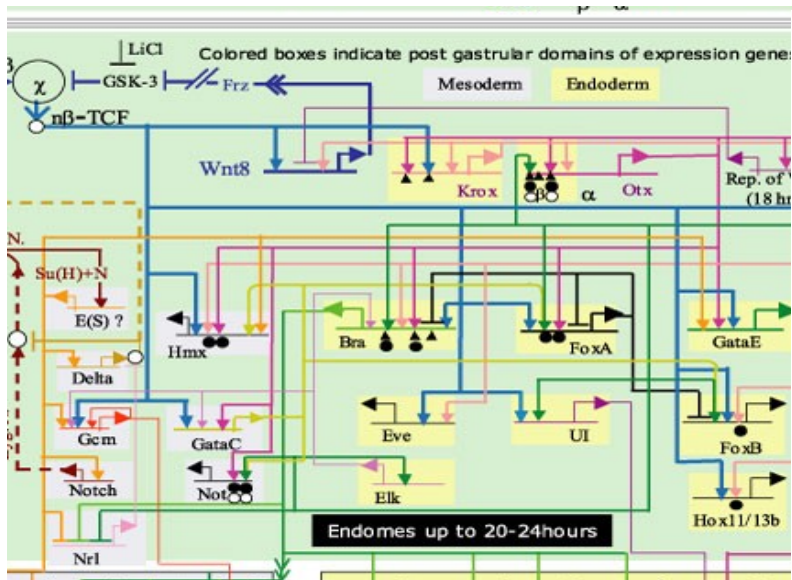 LiCl
Colored boxes indicate post gastrular domains of expression genes
χ
GSK-3
Frz
Mesoderm
Endoderm
nβ-TCF
Wnt8
Krox
β
α
Otx
Rep. of
(18 hr
N.
Su(H)+N
E(S) ?
Hmx
Bra
FoxA
GataE
Delta
Gcm
GataC
Eve
UI
FoxB
Notch
Not
Elk
Hox11/13b
Endomes up to 20-24hours
Nrl